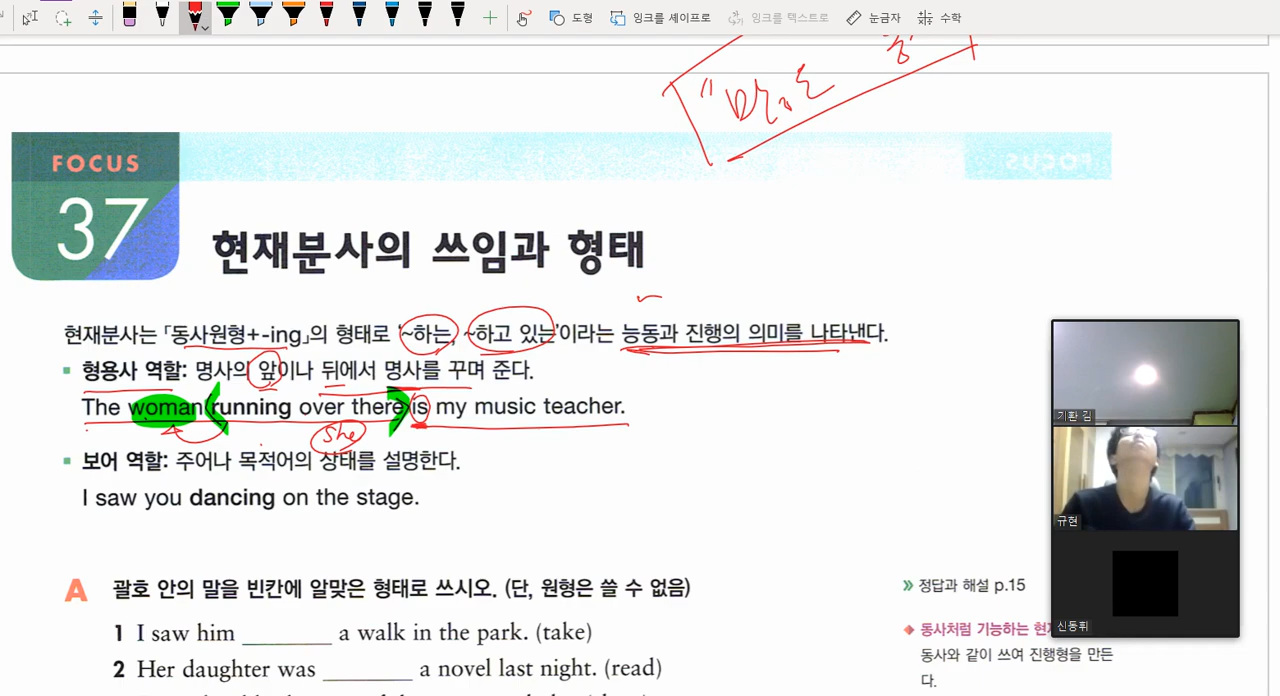 도형
잉크를 셰이프로
잉크를 텍스트로
눈금자
수학
FOCUS
37
FOCUS
현재분사의 쓰임과 형태
현재분사는 「동사원형+-ing」의 형태로 '~하는, ~하고 있는'이라는 능동과 진행의 의미를 나타낸다.
형용사 역할: 명사의 앞이나 뒤에서 명사를 꾸며 준다.
The woman running over there is my music teacher.
she
보어 역할: 주어나 목적어의 상태를 설명한다.
I saw you dancing on the stage.
A 괄호 안의 말을 빈칸에 알맞은 형태로 쓰시오. (단, 원형은 쓸 수 없음)
1 I saw him ________ a walk in the park. (take)
2 Her daughter was ________ a novel last night. (read)
정답과 해설 p.15
동사처럼 기능하는 현
동사와 같이 쓰여 진행형을 만든
다.
기환 김
규현
신동휘